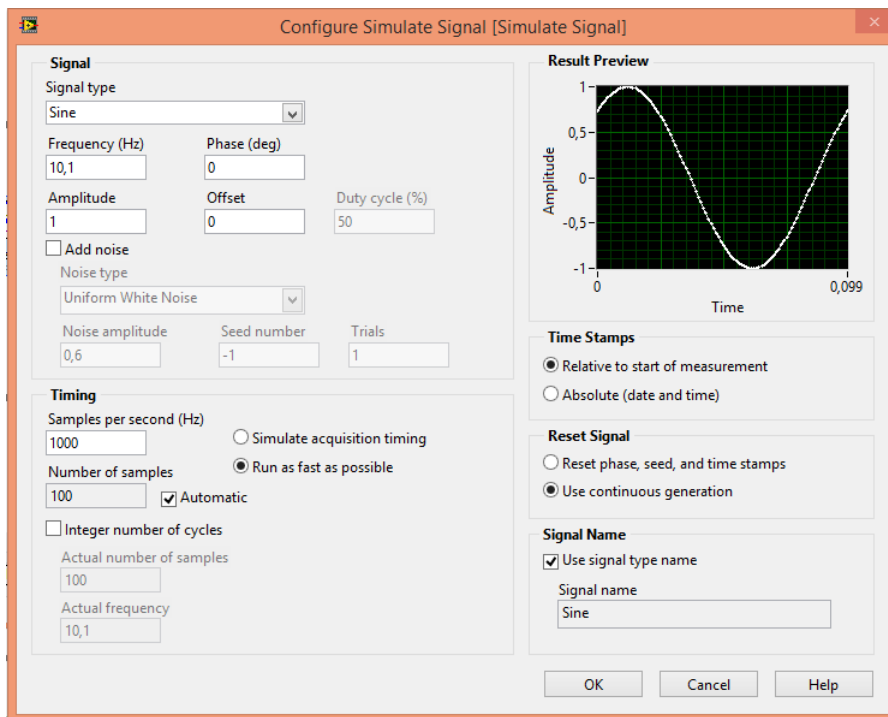 Configure Simulate Signal [Simulate Signal]
Signal
Signal type
Sine
Frequency (Hz) Phase (deg)
10,1 0
Amplitude Offset Duty cycle (%)
1 0 50
Add noise
Noise type
Uniform White Noise
Noise amplitude Seed number Trials
0,6 -1 1
Timing
Samples per second (Hz)
1000
Simulate acquisition timing
Run as fast as possible
Number of samples
100 Automatic
Integer number of cycles
Actual number of samples
100
Actual frequency
10,1
Result Preview
Amplitude
1
0,5
0
-0,5
-1
0 0,099
Time
Time Stamps
Relative to start of measurement
Absolute (date and time)
Reset Signal
Reset phase, seed, and time stamps
Use continuous generation
Signal Name
Use signal type name
Signal name
Sine
OK Cancel Help